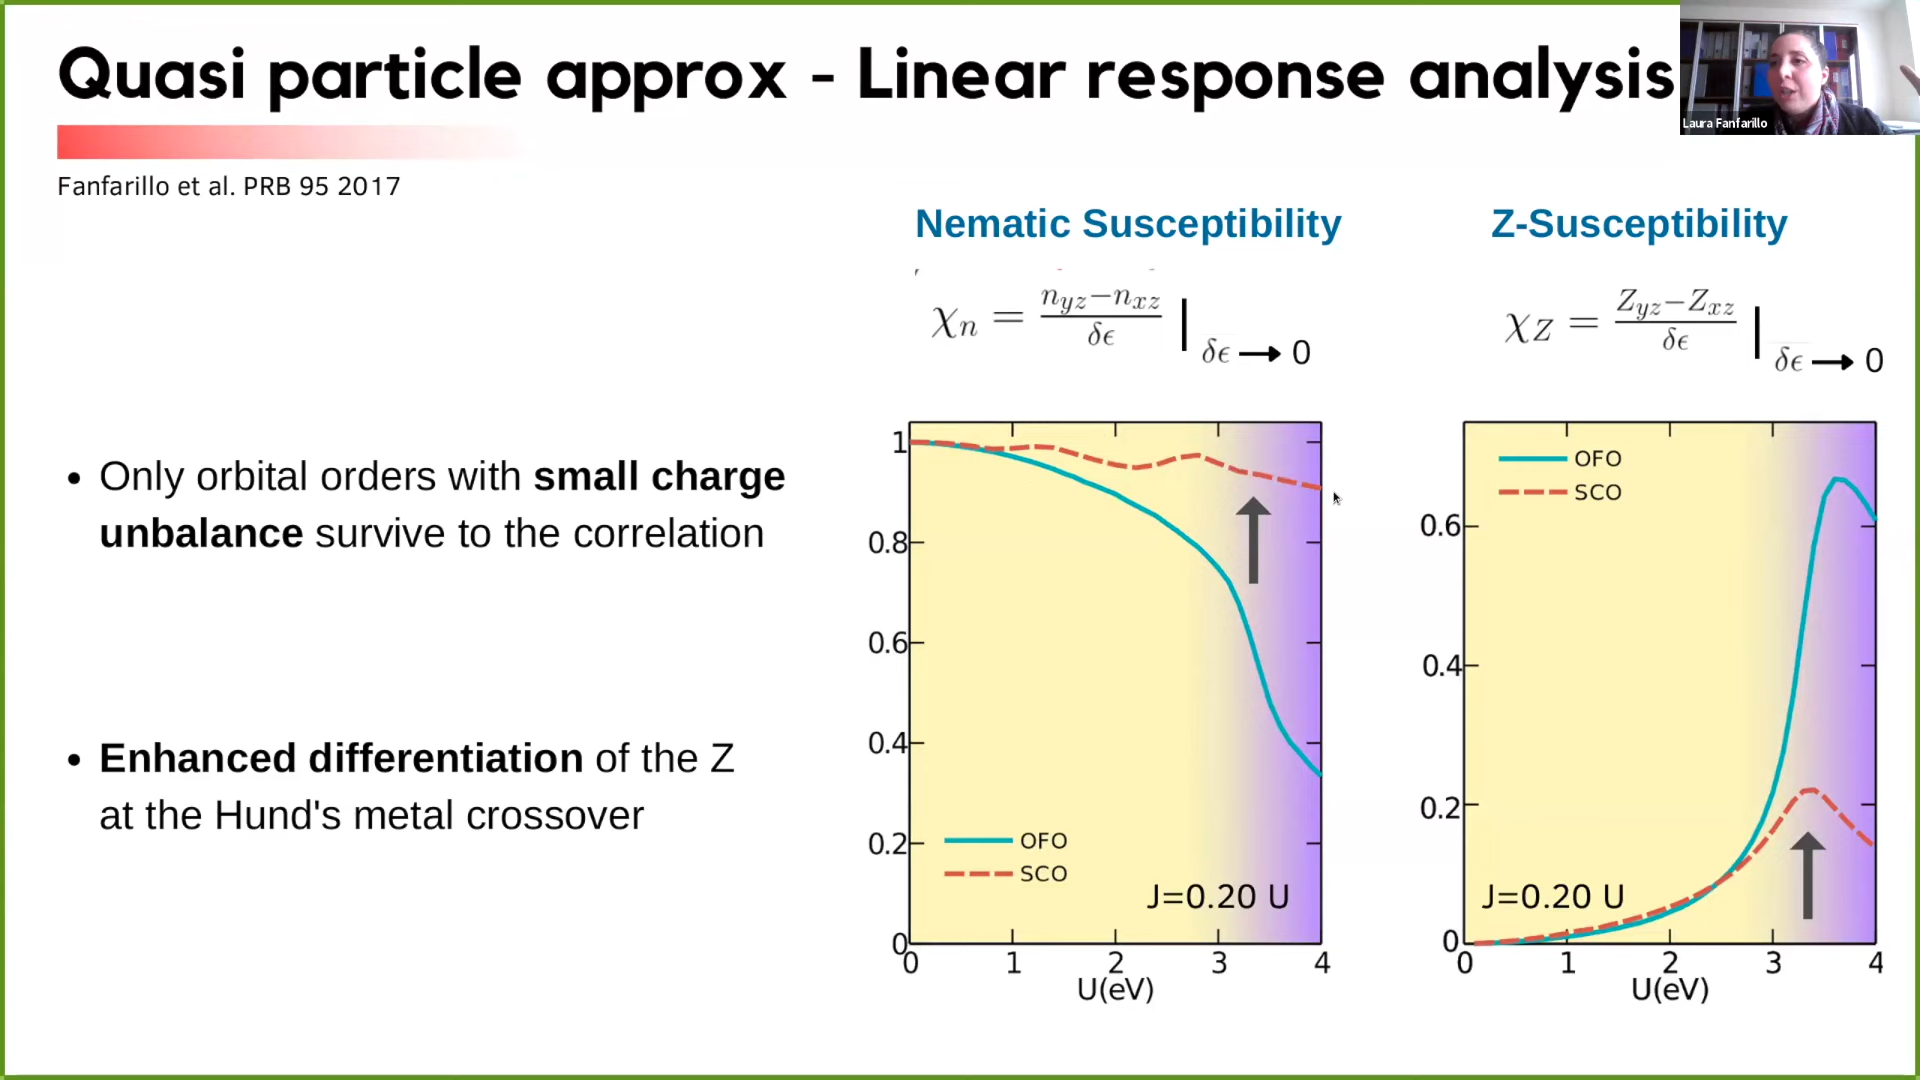 Quasi particle approx - Linear response analysis
Laura Fanfarillo
Fanfarillo et al. PRB 95 2017
Nematic Susceptibility
χn = nyz−nxz / δϵ | δϵ → 0
Z-Susceptibility
χZ = Zyz−Zxz / δϵ | δϵ → 0
• Only orbital orders with small charge
unbalance survive to the correlation
• Enhanced differentiation of the Z
at the Hund's metal crossover
1
0.8
0.6
0.4
0.2
0
OFO
SCO
J=0.20 U
0 1 2 3 4
U(eV)
OFO
SCO
0.6
0.4
0.2
0
J=0.20 U
0 1 2 3 4
U(eV)